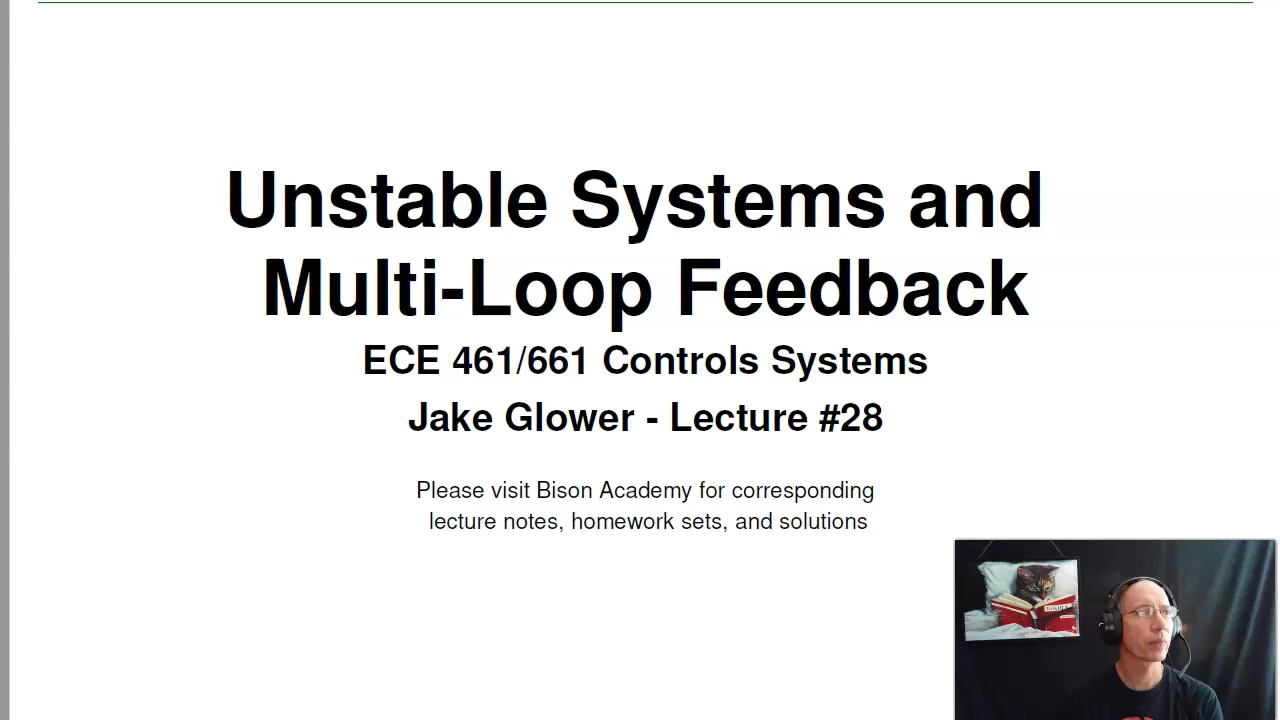 Unstable Systems and
Multi-Loop Feedback
ECE 461/661 Controls Systems
Jake Glower - Lecture #28
Please visit Bison Academy for corresponding
lecture notes, homework sets, and solutions